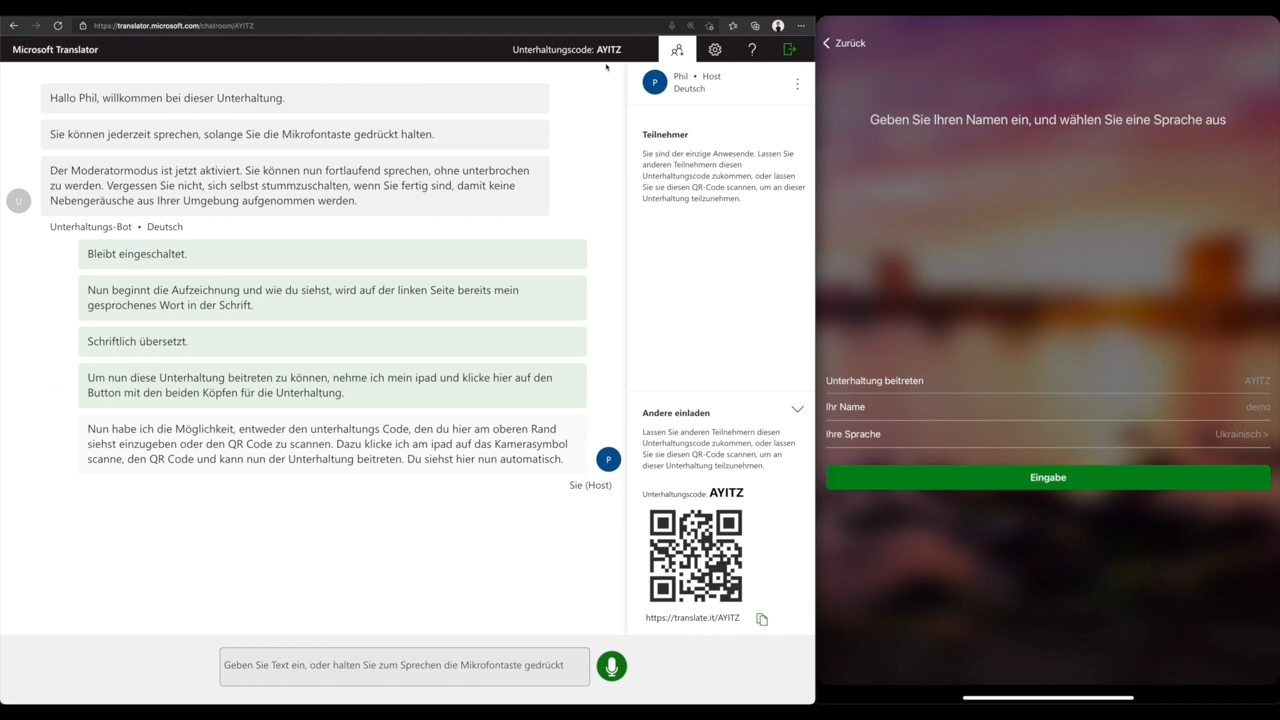 https://translator.microsoft.com/chatroom/AYITZ
Microsoft Translator
Unterhaltungscode: AYITZ
?
Hallo Phil, willkommen bei dieser Unterhaltung.
Sie können jederzeit sprechen, solange Sie die Mikrofontaste gedrückt halten.
Der Moderatormodus ist jetzt aktiviert. Sie können nun fortlaufend sprechen, ohne unterbrochen
zu werden. Vergessen Sie nicht, sich selbst stummzuschalten, wenn Sie fertig sind, damit keine
Nebengeräusche aus Ihrer Umgebung aufgenommen werden.
U
Unterhaltungs-Bot • Deutsch
Bleibt eingeschaltet.
Nun beginnt die Aufzeichnung und wie du siehst, wird auf der linken Seite bereits mein
gesprochenes Wort in der Schrift.
Schriftlich übersetzt.
Um nun diese Unterhaltung beitreten zu können, nehme ich mein ipad und klicke hier auf den
Button mit den beiden Köpfen für die Unterhaltung.
Nun habe ich die Möglichkeit, entweder den unterhaltungs Code, den du hier am oberen Rand
siehst einzugeben oder den QR Code zu scannen. Dazu klicke ich am ipad auf das Kamerasymbol
scanne, den QR Code und kann nun der Unterhaltung beitreten. Du siehst hier nun automatisch.
P
Sie (Host)
Geben Sie Text ein, oder halten Sie zum Sprechen die Mikrofontaste gedrückt
P
Phil • Host
Deutsch
Teilnehmer
Sie sind der einzige Anwesende. Lassen Sie
anderen Teilnehmern diesen
Unterhaltungscode zukommen, oder lassen
Sie sie diesen QR-Code scannen, um an dieser
Unterhaltung teilzunehmen.
Andere einladen
Lassen Sie anderen Teilnehmern diesen
Unterhaltungscode zukommen, oder lassen
Sie sie diesen QR-Code scannen, um an
dieser Unterhaltung teilzunehmen.
Unterhaltungscode: AYITZ
https://translate.it/AYITZ
Zurück
Geben Sie Ihren Namen ein, und wählen Sie eine Sprache aus
Unterhaltung beitreten AYITZ
Ihr Name demo
Ihre Sprache Ukrainisch >
Eingabe